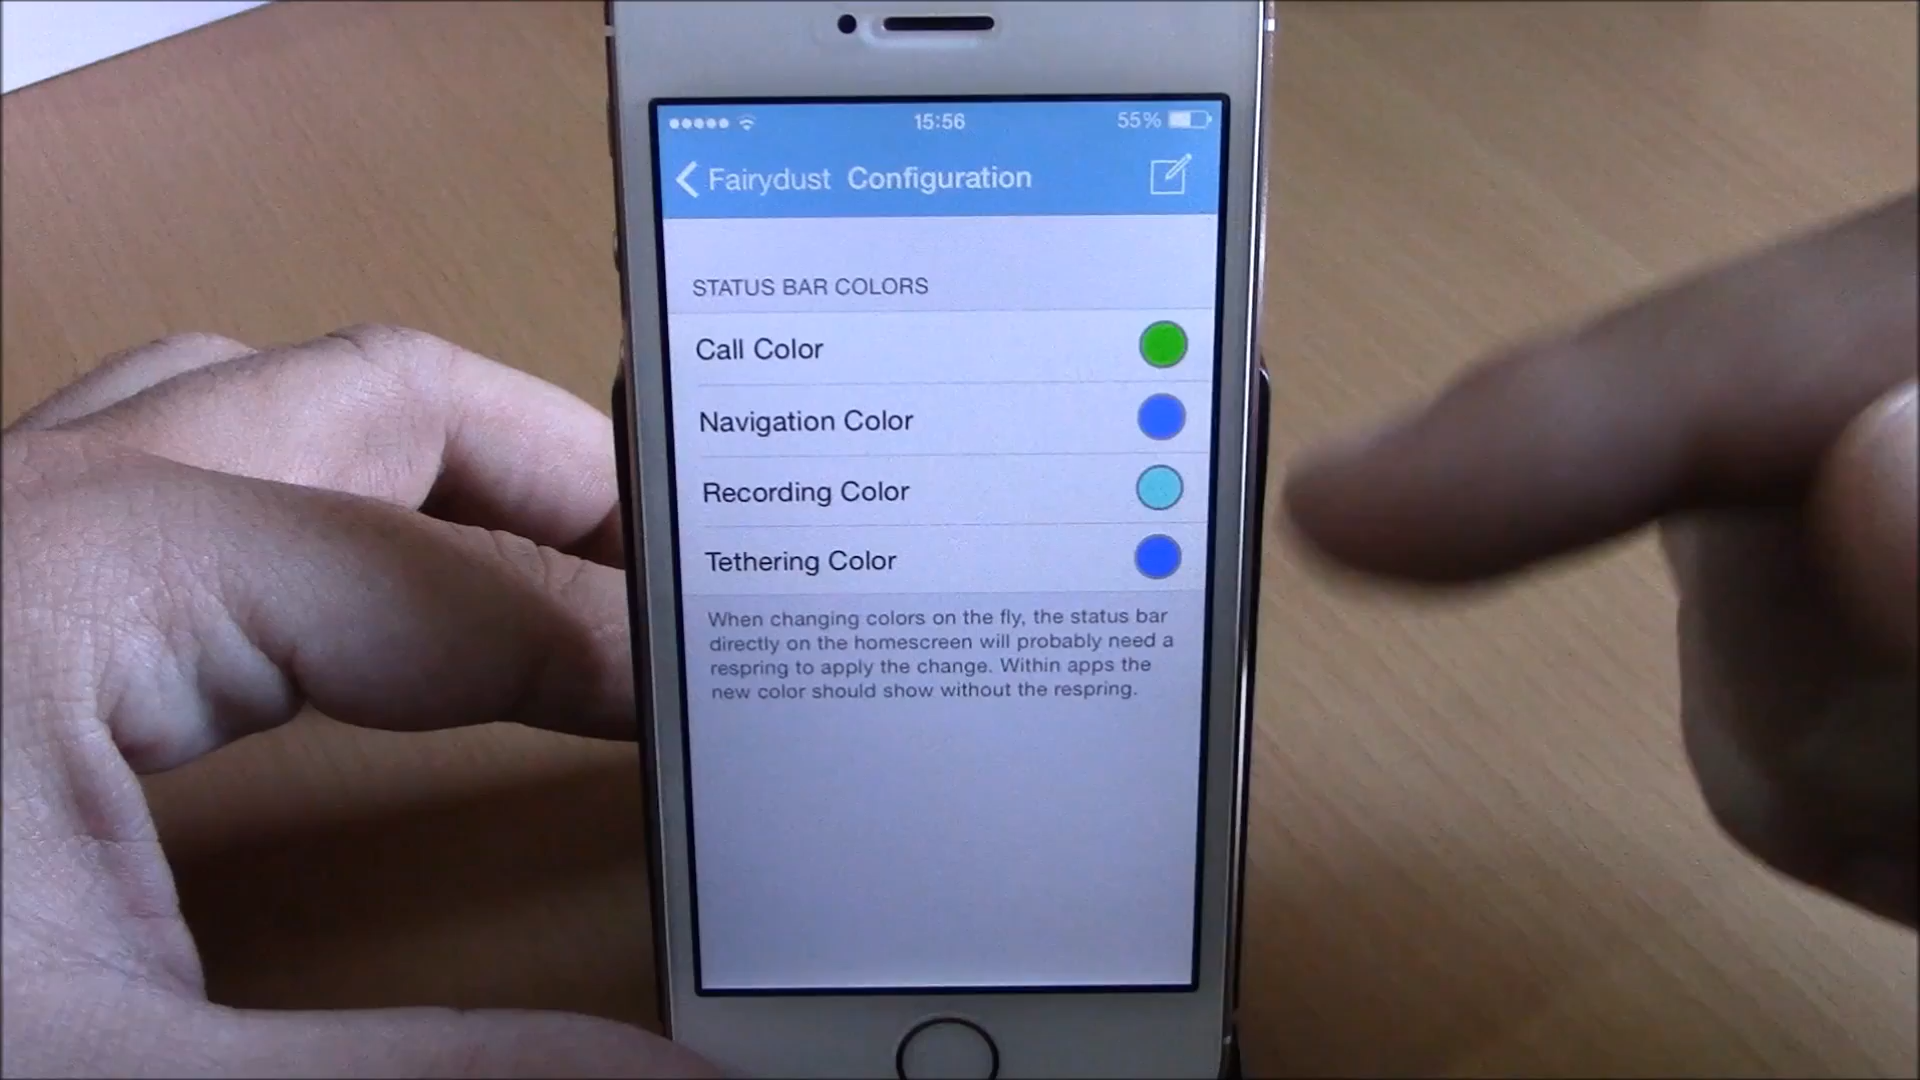 15:56
55%
Fairydust Configuration
STATUS BAR COLORS
Call Color
Navigation Color
Recording Color
Tethering Color
When changing colors on the fly, the status bar
directly on the homescreen will probably need a
respring to apply the change. Within apps the
new color should show without the respring.